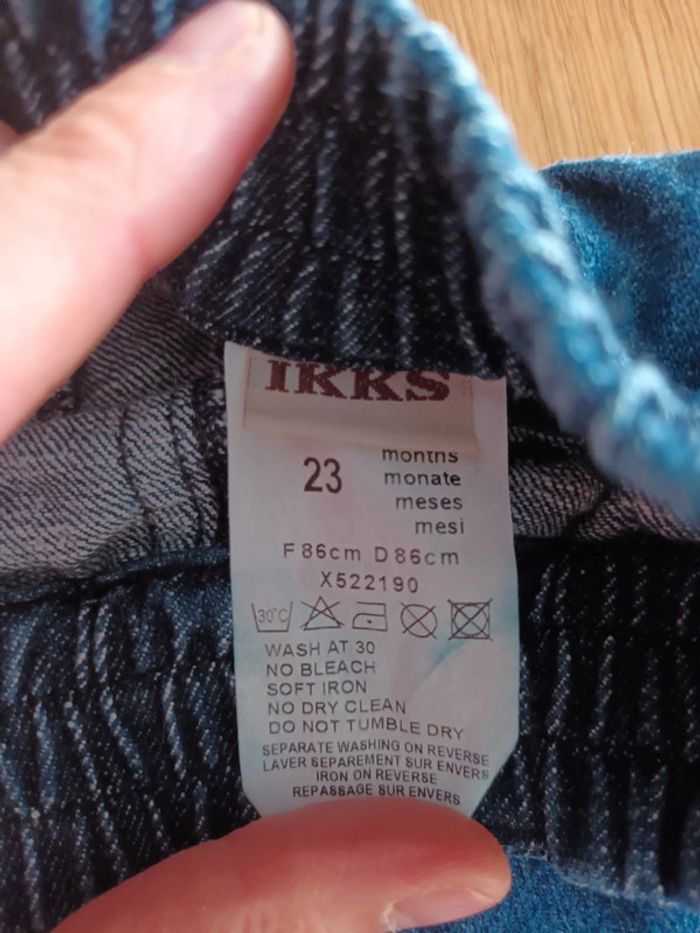 IKKS
23
months
monate
meses
mesi
F 86cm D 86cm
X522190
30°C
WASH AT 30
NO BLEACH
SOFT IRON
NO DRY CLEAN
DO NOT TUMBLE DRY
SEPARATE WASHING ON REVERSE
LAVER SEPAREMENT SUR ENVERS
IRON ON REVERSE
REPASSAGE SUR ENVERS